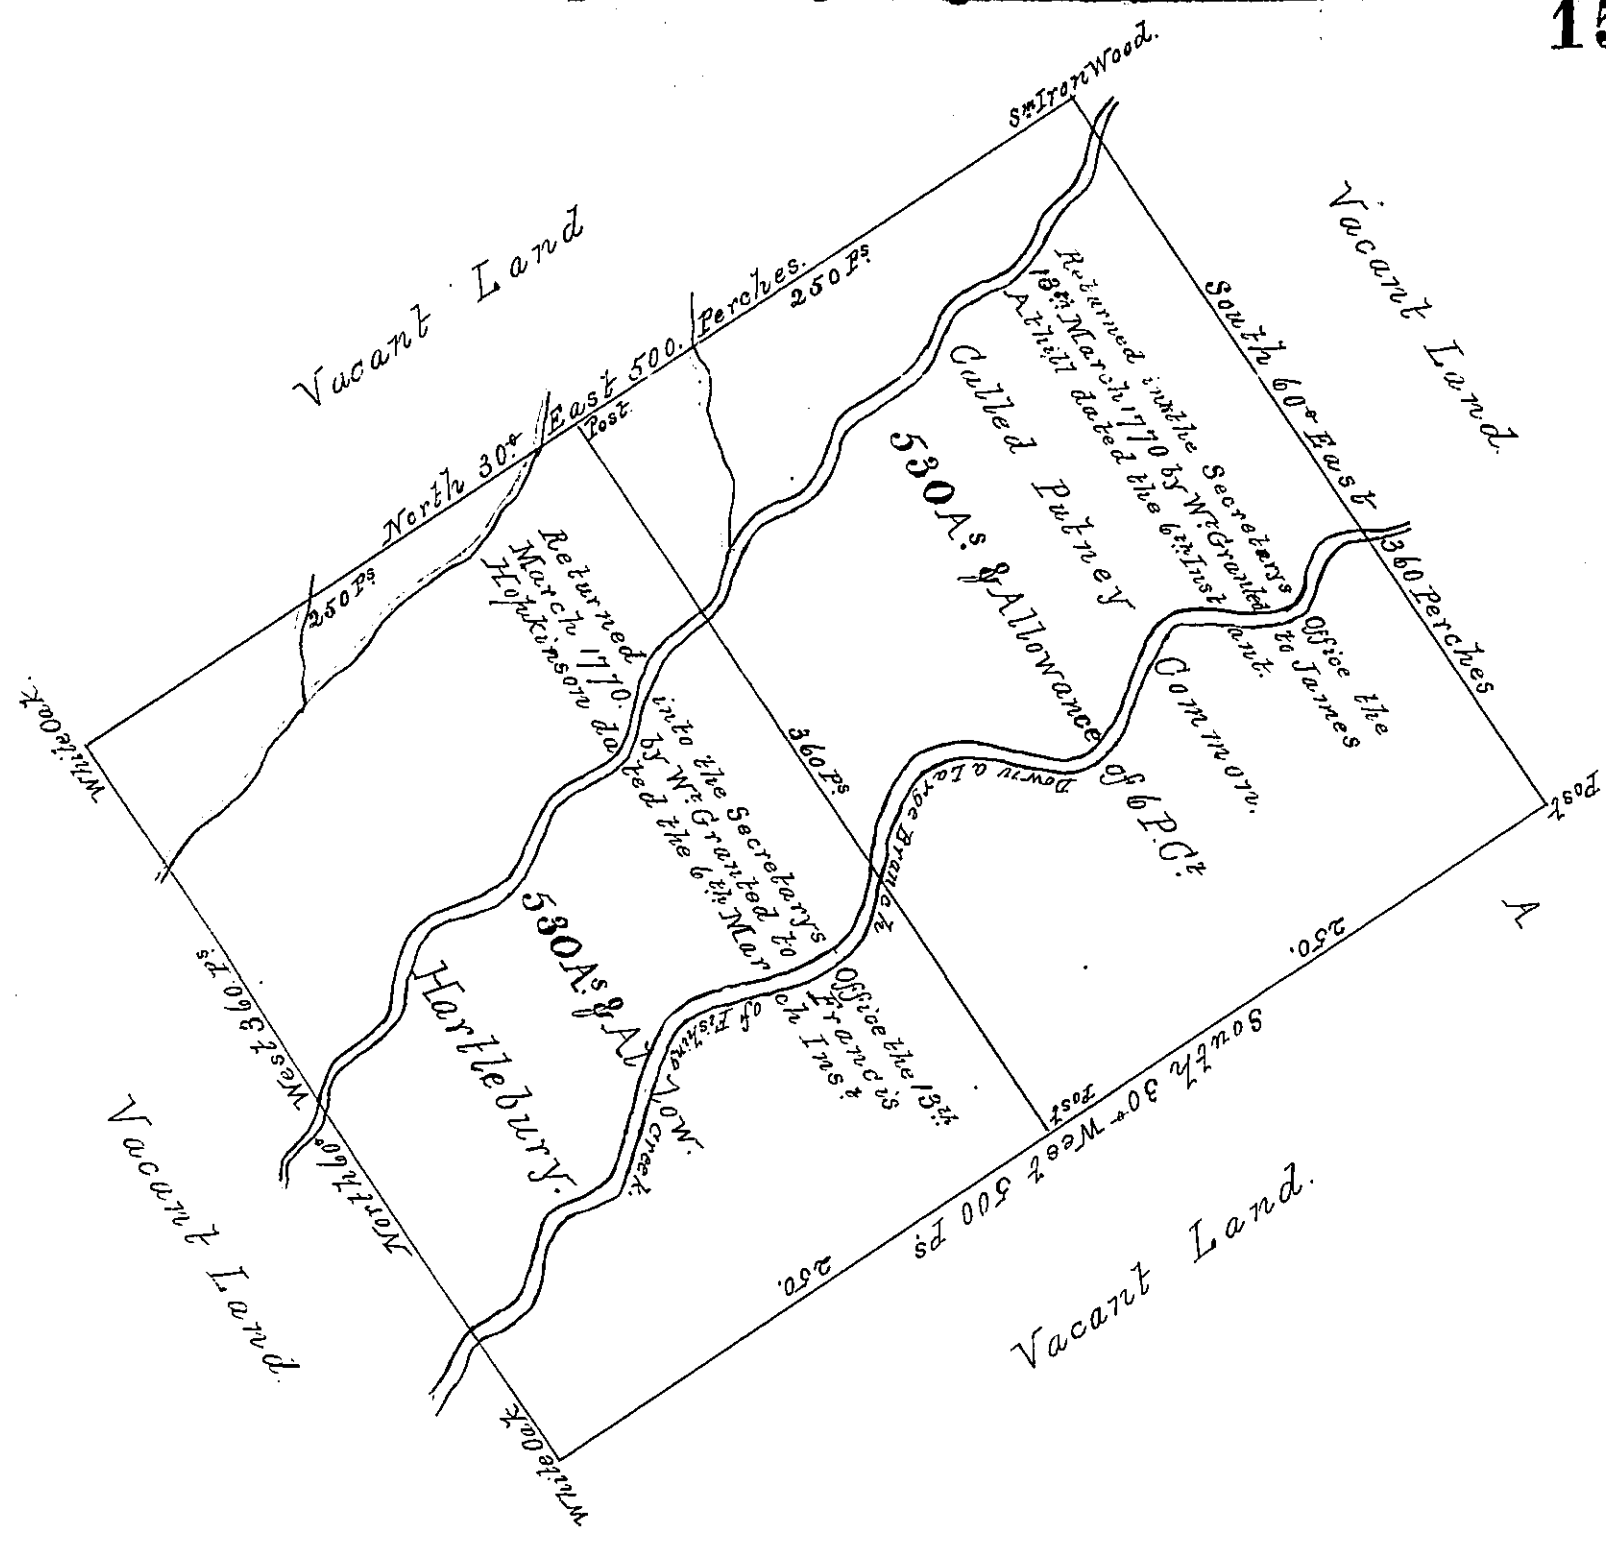 15
Sm Iron Wood.
Vacant Land
Vacant Land.
North 30° East 500. Perches.
250 Ps.
250 Ps.
Post.
South 60° East 360 Perches
Returned into the Secretarys Office the
13th March 1770 by Wt Granted to James
Athill dated the 6th Instant.
Called Putney Common.
530 As. & Allowance of 6 P. Ct.
360 Ps
Returned into the Secretarys Office the 13th
March 1770. by Wt Granted to Francis
Hopkinson dated the 6th March Inst
530 As. & Allow.
Hartlebury.
Down a Large Branch of Fishing Creek.
White Oak.
North 60° West 360 Ps.
Vacant Land.
White Oak
250.
South 30° West 500 Ps.
250.
Post
Post
A
Vacant Land.